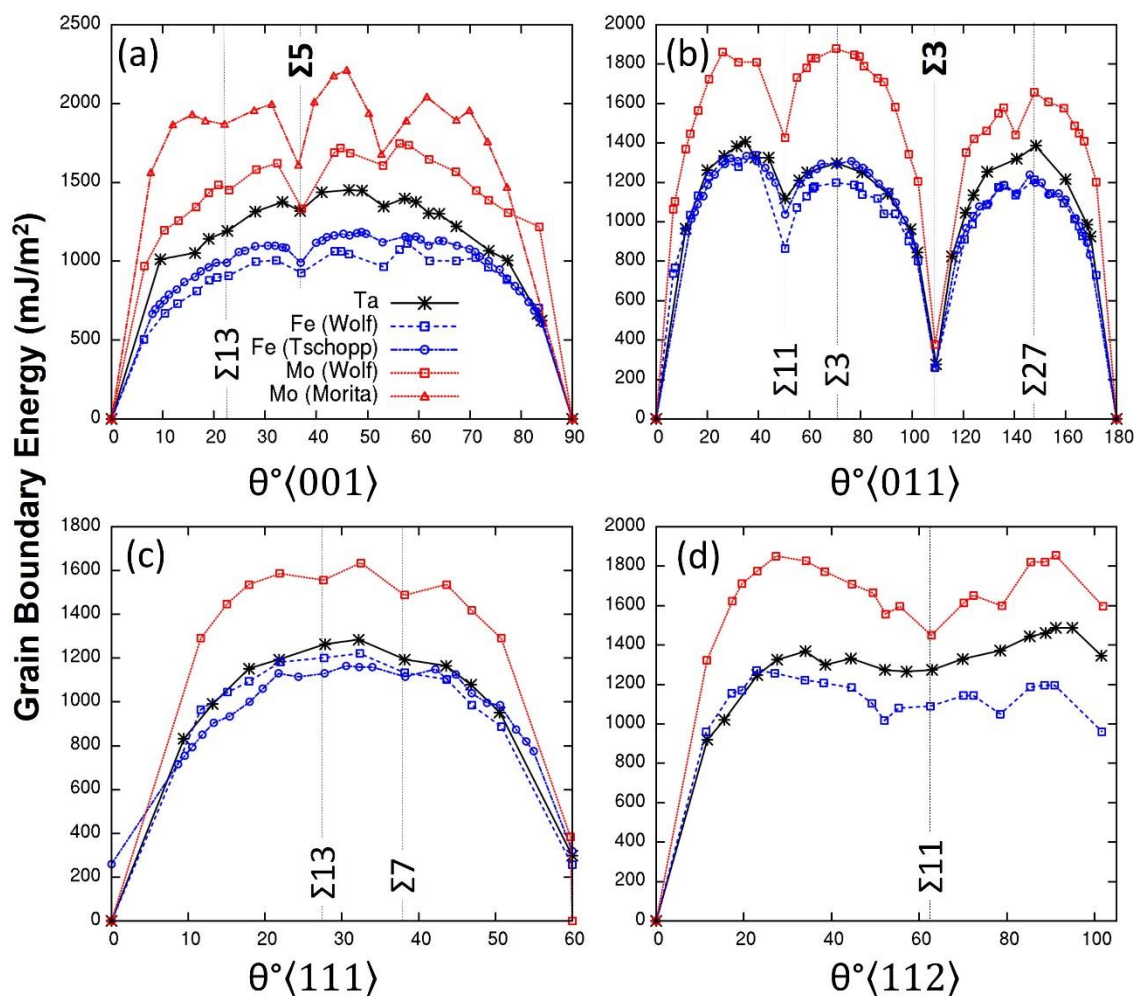 Grain Boundary Energy (mJ/m²)
(a)
Σ5
Σ13
Ta
Fe (Wolf)
Fe (Tschopp)
Mo (Wolf)
Mo (Morita)
2500
2000
1500
1000
500
0
0 10 20 30 40 50 60 70 80 90
θ°⟨001⟩
(b)
Σ3
Σ11
Σ3
Σ27
2000
1800
1600
1400
1200
1000
800
600
400
200
0
0 20 40 60 80 100 120 140 160 180
θ°⟨011⟩
(c)
Σ13
Σ7
1800
1600
1400
1200
1000
800
600
400
200
0
0 10 20 30 40 50 60
θ°⟨111⟩
(d)
Σ11
2000
1800
1600
1400
1200
1000
800
600
400
200
0
0 20 40 60 80 100
θ°⟨112⟩